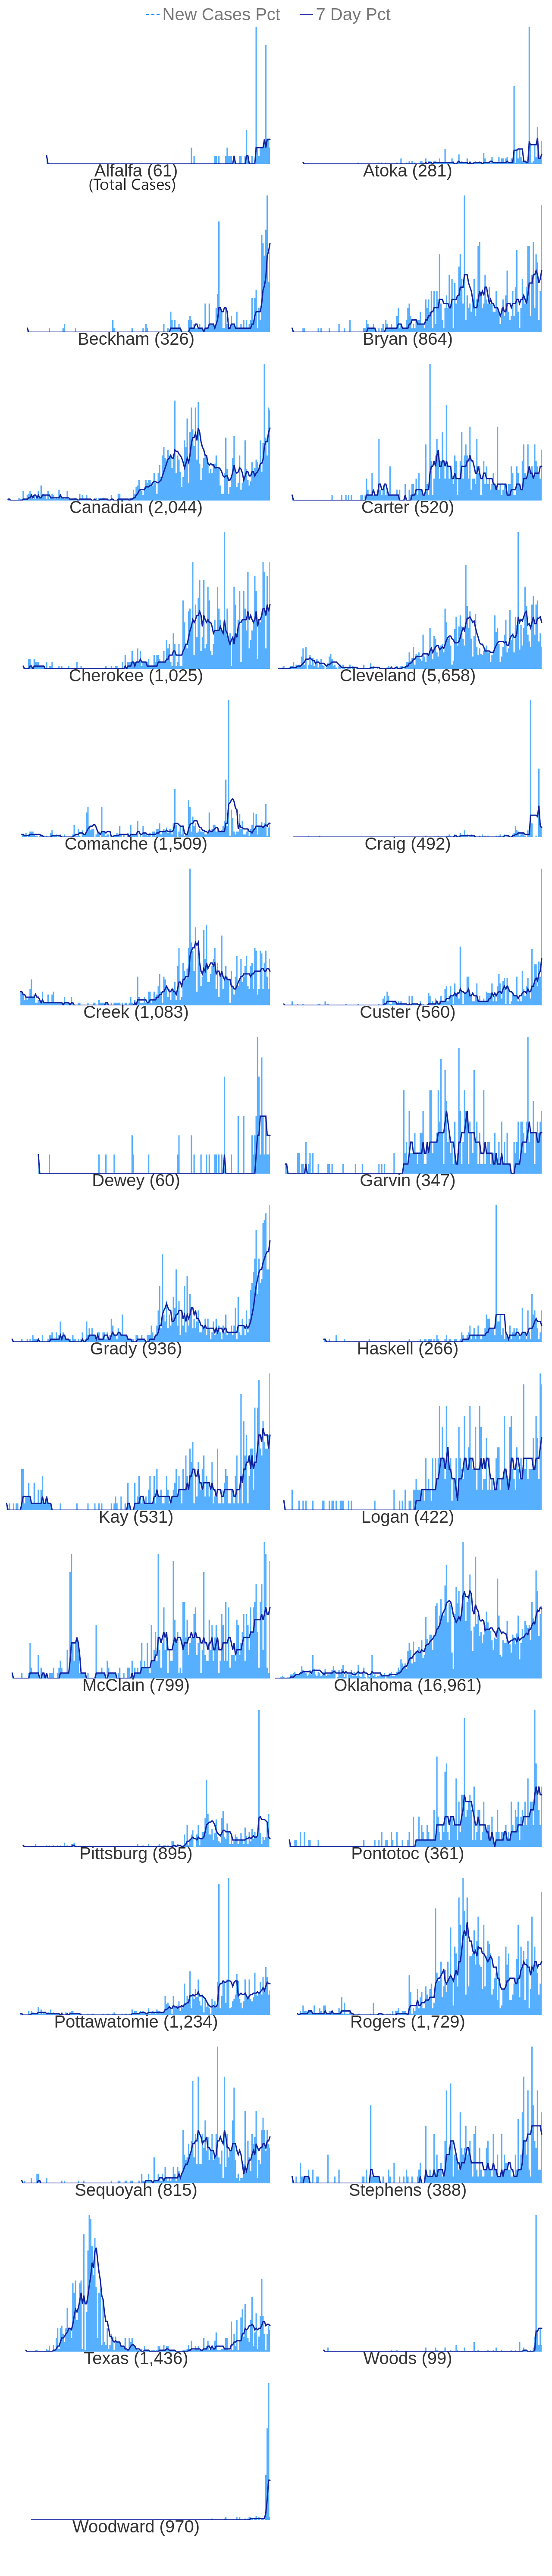 New Cases Pct 7 Day Pct
Alfalfa (61) Atoka (281)
(Total Cases)
Beckham (326) Bryan (864)
Canadian (2,044) Carter (520)
Cherokee (1,025) Cleveland (5,658)
Comanche (1,509) Craig (492)
Creek (1,083) Custer (560)
Dewey (60) Garvin (347)
Grady (936) Haskell (266)
Kay (531) Logan (422)
McClain (799) Oklahoma (16,961)
Pittsburg (895) Pontotoc (361)
Pottawatomie (1,234) Rogers (1,729)
Sequoyah (815) Stephens (388)
Texas (1,436) Woods (99)
Woodward (970)